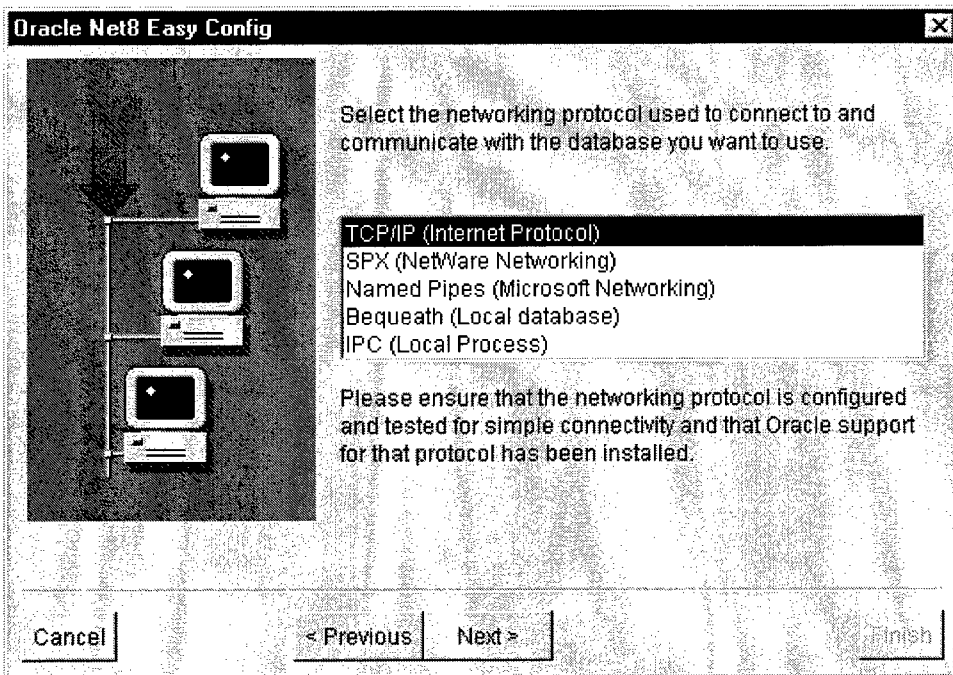 Oracle Net8 Easy Config
Select the networking protocol used to connect to and
communicate with the database you want to use.
TCP/IP (Internet Protocol)
SPX (NetWare Networking)
Named Pipes (Microsoft Networking)
Bequeath (Local database)
IPC (Local Process)
Please ensure that the networking protocol is configured
and tested for simple connectivity and that Oracle support
for that protocol has been installed.
Cancel
< Previous
Next >
Finish